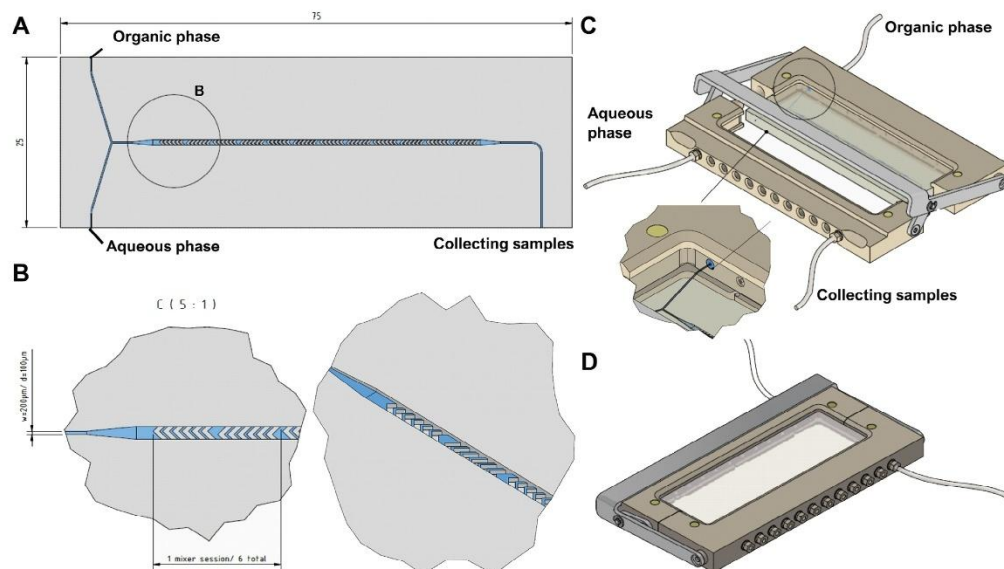 A
75
Organic phase
B
25
Aqueous phase
Collecting samples
B
C ( 5 : 1 )
w=200µm/ d=100µm
1 mixer session/ 6 total
C
Organic phase
Aqueous
phase
Collecting samples
D